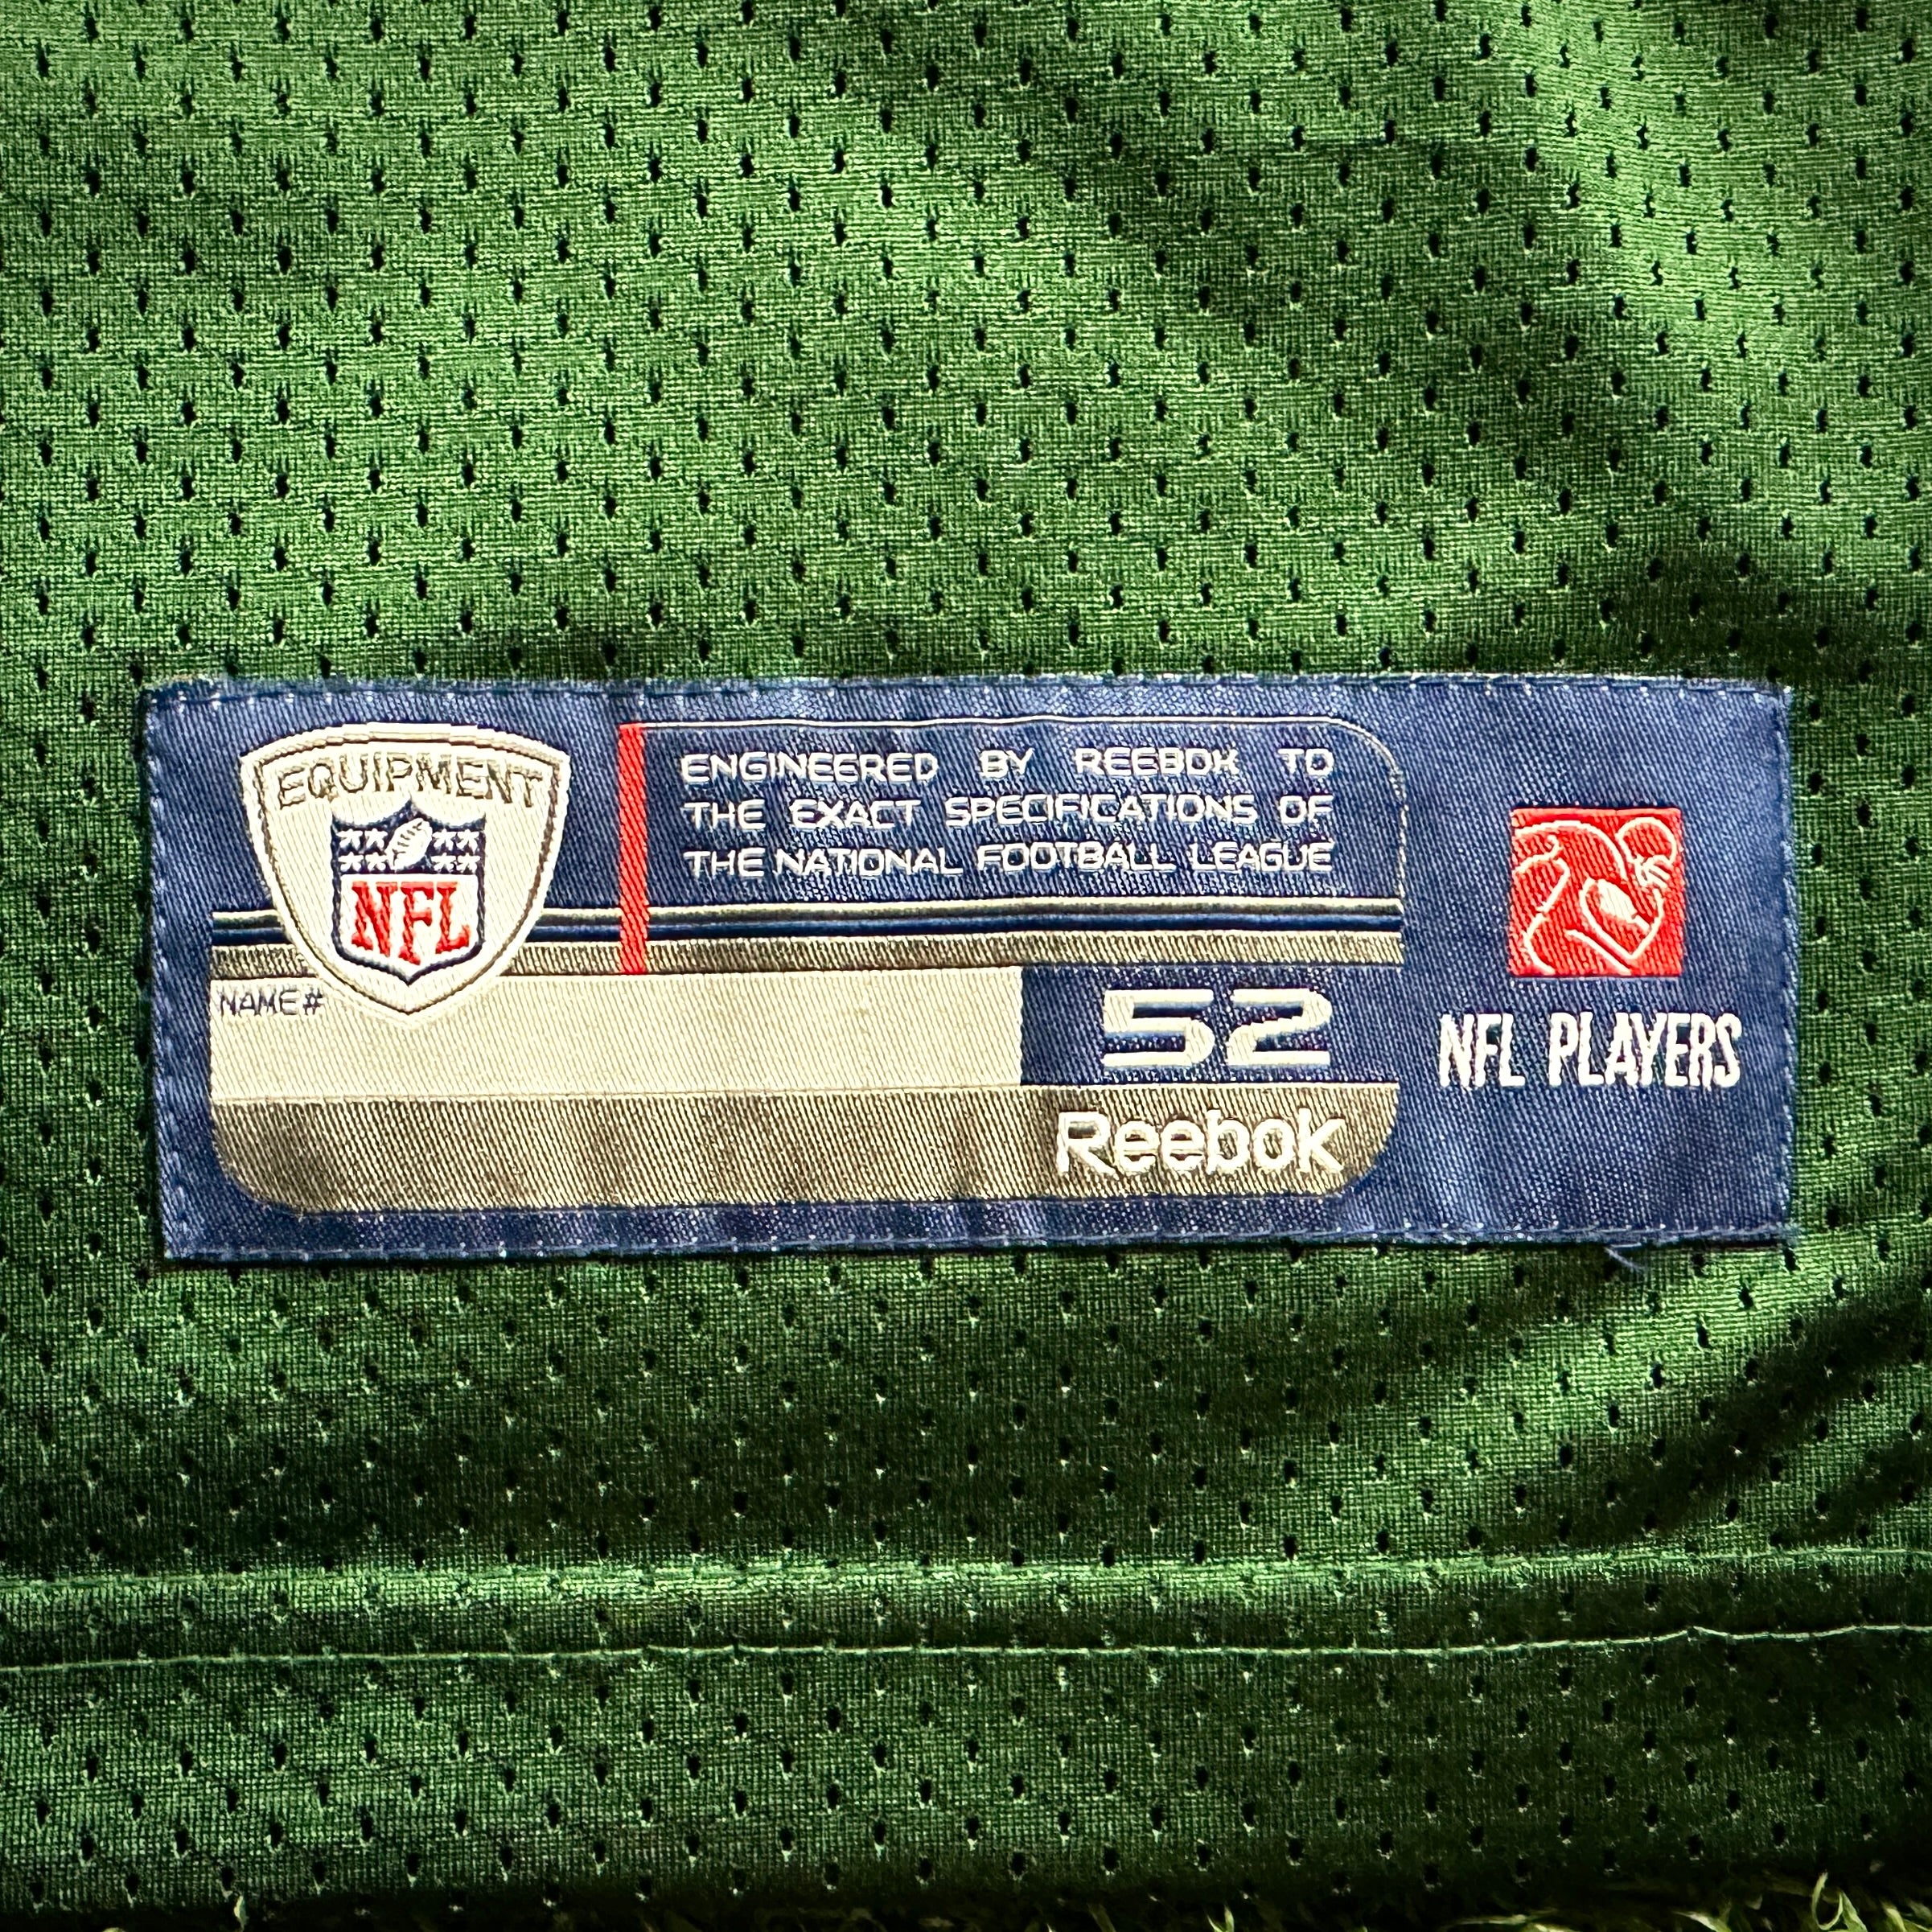 EQUIPMENT
NFL
ENGINEERED BY REEBOK TO
THE EXACT SPECIFICATIONS OF
THE NATIONAL FOOTBALL LEAGUE
NAME#
52
Reebok
NFL PLAYERS